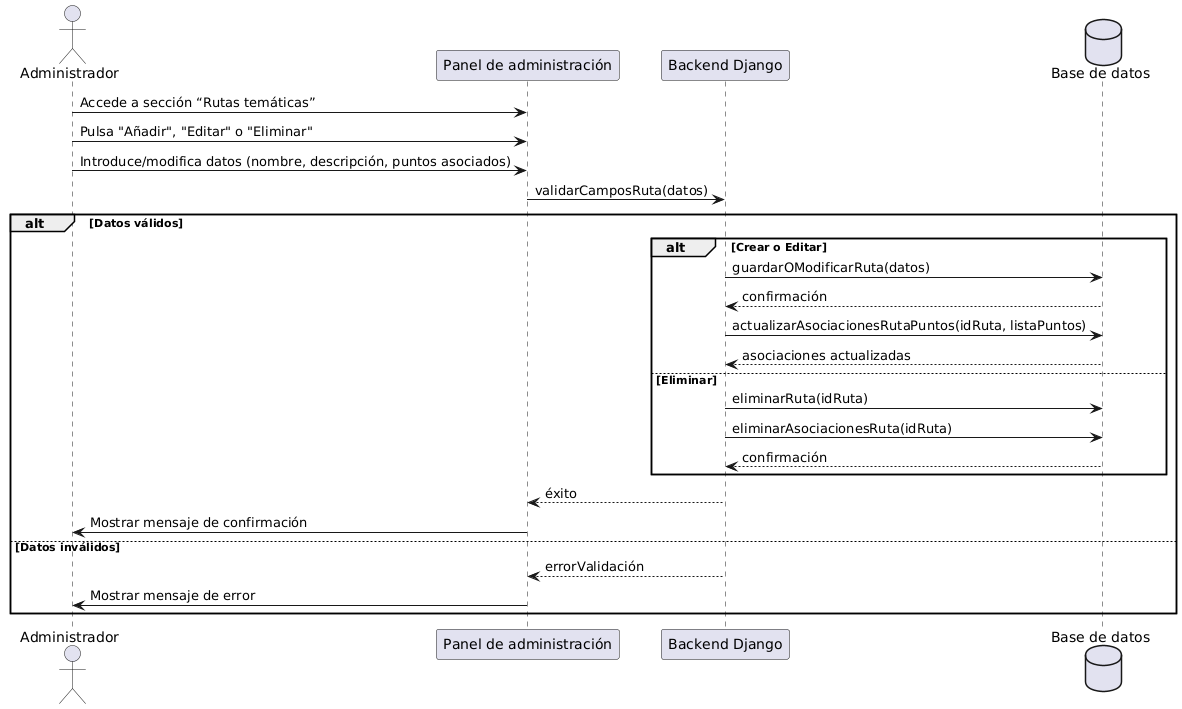 Administrador
Panel de administración
Backend Django
Base de datos
Accede a sección “Rutas temáticas”
Pulsa "Añadir", "Editar" o "Eliminar"
Introduce/modifica datos (nombre, descripción, puntos asociados)
validarCamposRuta(datos)
alt [Datos válidos]
alt [Crear o Editar]
guardarOModificarRuta(datos)
confirmación
actualizarAsociacionesRutaPuntos(idRuta, listaPuntos)
asociaciones actualizadas
[Eliminar]
eliminarRuta(idRuta)
eliminarAsociacionesRuta(idRuta)
confirmación
éxito
Mostrar mensaje de confirmación
[Datos inválidos]
errorValidación
Mostrar mensaje de error
Administrador
Panel de administración
Backend Django
Base de datos